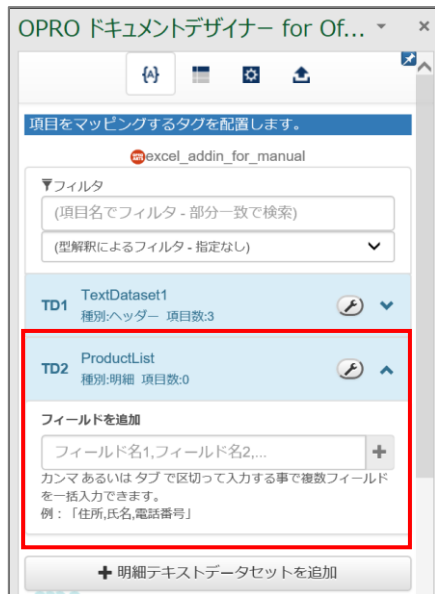 OPRO ドキュメントデザイナー for Of...
{A}
項目をマッピングするタグを配置します。
excel_addin_for_manual
フィルタ
(項目名でフィルタ - 部分一致で検索)
(型解釈によるフィルタ - 指定なし)
TD1 TextDataset1
種別:ヘッダー 項目数:3
TD2 ProductList
種別:明細 項目数:0
フィールドを追加
フィールド名1,フィールド名2,...
カンマ あるいは タブ で区切って入力する事で複数フィールド
を一括入力できます。
例：「住所,氏名,電話番号」
+ 明細テキストデータセットを追加